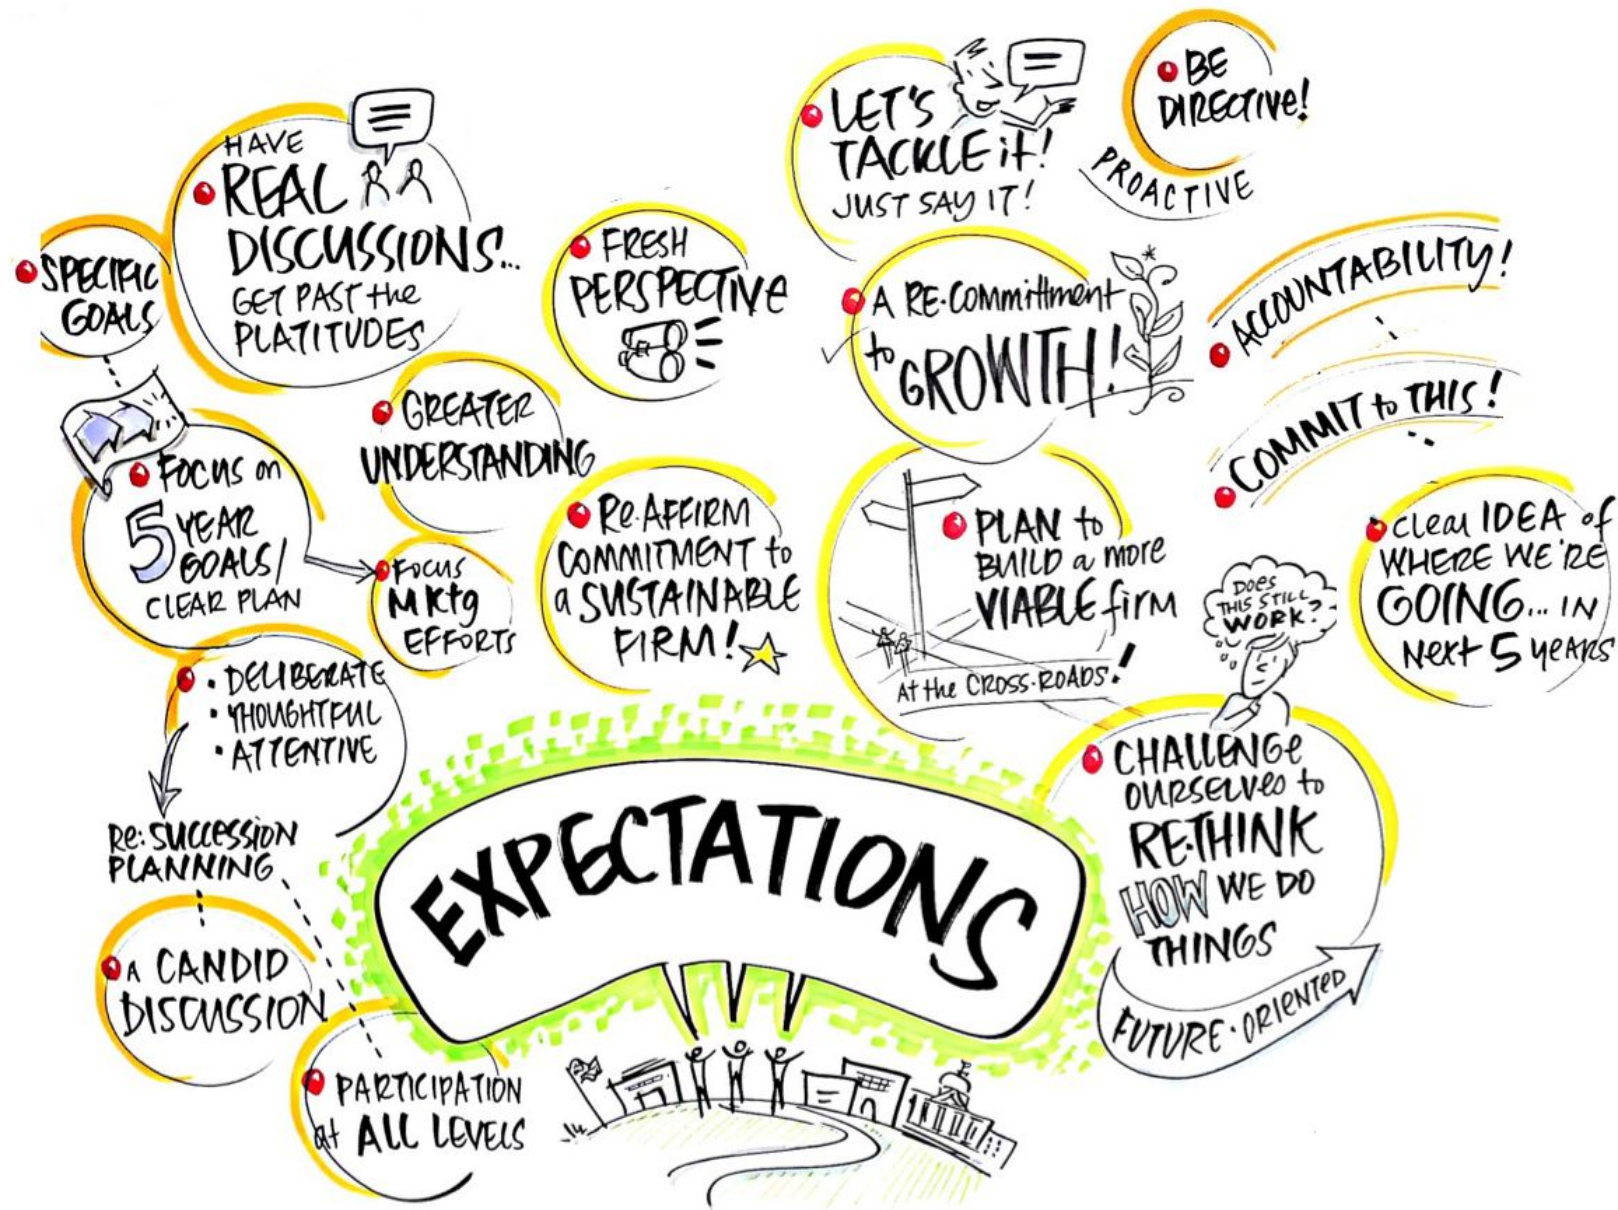 HAVE
REAL
DISCUSSIONS...
GET PAST the
PLATITUDES
SPECIFIC
GOALS
FOCUS on
5 YEAR
GOALS/
CLEAR PLAN
GREATER
UNDERSTANDING
FOCUS
MKtg
EFFORTS
• DELIBERATE
• THOUGHTFUL
• ATTENTIVE
Re: SUCCESSION
PLANNING
A CANDID
DISCUSSION
PARTICIPATION
at ALL LEVELS
FRESH
PERSPECTIVE
Re-AFFIRM
COMMITMENT to
a SUSTAINABLE
FIRM!
LET'S
TACKLE it!
JUST SAY IT!
BE
DIRECTIVE!
PROACTIVE
A RE-Commitment
to GROWTH!
ACCOUNTABILITY!
COMMIT to THIS!
PLAN to
BUILD a more
VIABLE firm
At the CROSS-ROADS!
Clear IDEA of
WHERE WE'RE
GOING... IN
Next 5 years
Does
THIS STILL
WORK?
CHALLENGe
OURSELVes to
RE-THINK
HOW WE DO
THINGS
FUTURE-ORIENTeD
EXPECTATIONS